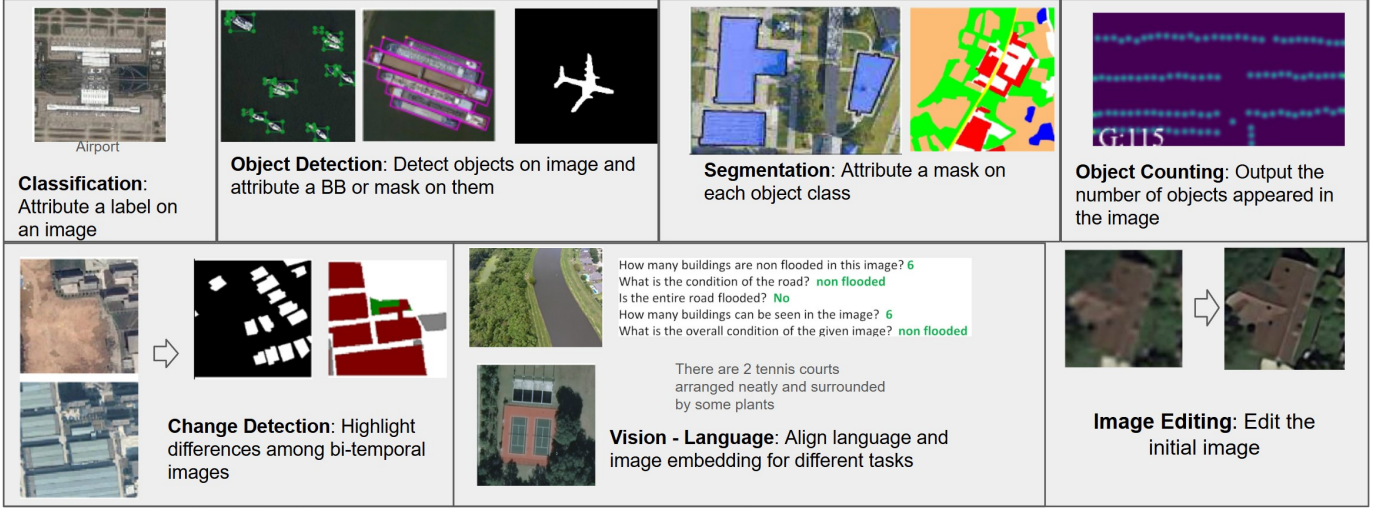 Airport
Classification:
Attribute a label on
an image
Object Detection: Detect objects on image and
attribute a BB or mask on them
Segmentation: Attribute a mask on
each object class
G:115
Object Counting: Output the
number of objects appeared in
the image
Change Detection: Highlight
differences among bi-temporal
images
How many buildings are non flooded in this image? 6
What is the condition of the road? non flooded
Is the entire road flooded? No
How many buildings can be seen in the image? 6
What is the overall condition of the given image? non flooded
There are 2 tennis courts
arranged neatly and surrounded
by some plants
Vision - Language: Align language and
image embedding for different tasks
Image Editing: Edit the
initial image